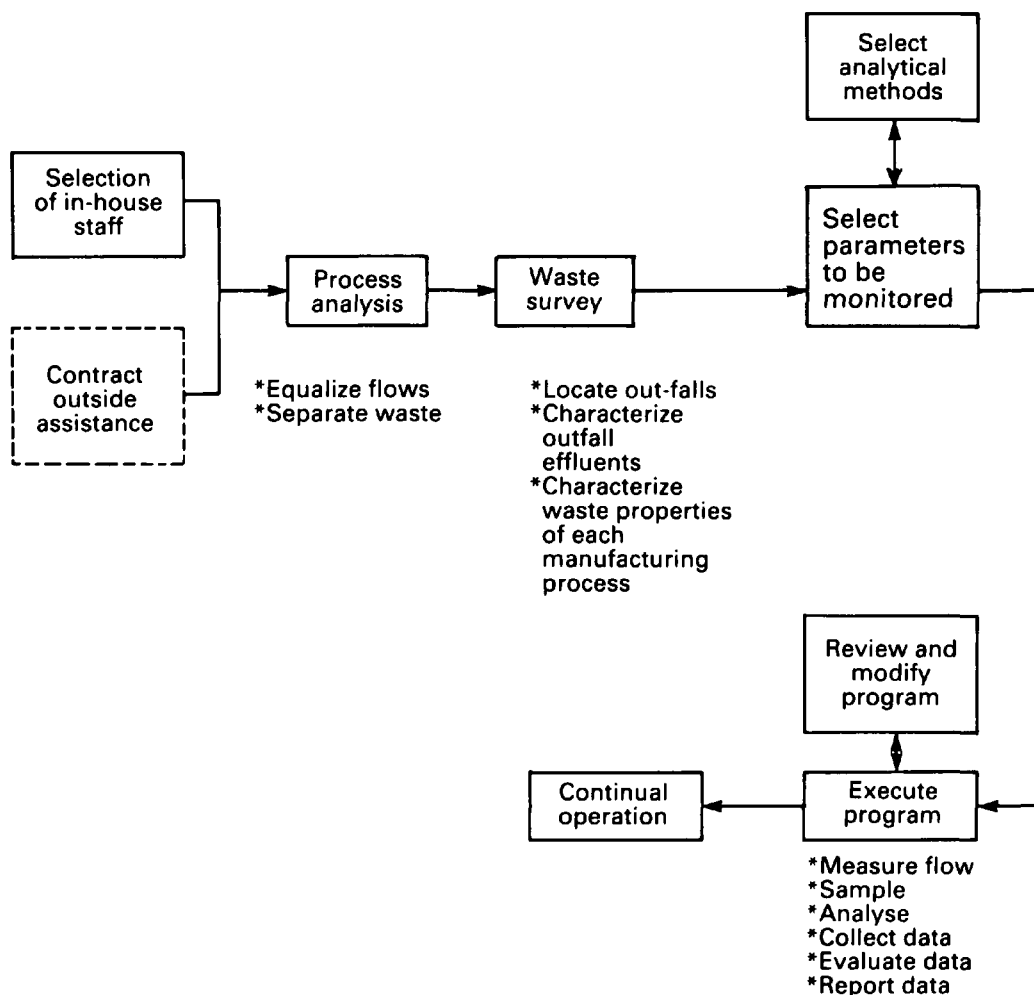 Select
analytical
methods
Selection
of in-house
staff
Select
parameters
to be
monitored
Process
analysis
Waste
survey
Contract
outside
assistance
*Equalize flows
*Separate waste
*Locate out-falls
*Characterize
outfall
effluents
*Characterize
waste properties
of each
manufacturing
process
Review and
modify
program
Continual
operation
Execute
program
*Measure flow
*Sample
*Analyse
*Collect data
*Evaluate data
*Report data